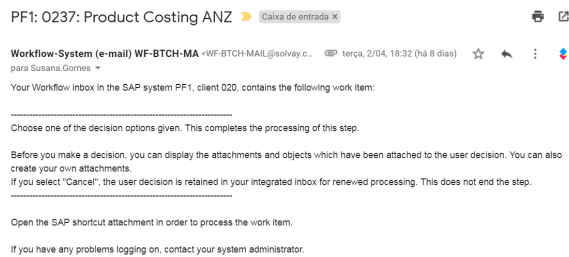 PF1: 0237: Product Costing ANZ
Caixa de entrada ×
Workflow-System (e-mail) WF-BTCH-MA <WF-BTCH-MAIL@solvay.c... terça, 2/04, 18:32 (há 8 dias)
para Susana.Gomes
Your Workflow inbox in the SAP system PF1, client 020, contains the following work item:
----------------------------------------------------------------------
Choose one of the decision options given. This completes the processing of this step.
Before you make a decision, you can display the attachments and objects which have been attached to the user decision. You can also
create your own attachments.
If you select "Cancel", the user decision is retained in your integrated inbox for renewed processing. This does not end the step.
----------------------------------------------------------------------
Open the SAP shortcut attachment in order to process the work item.
If you have any problems logging on, contact your system administrator.